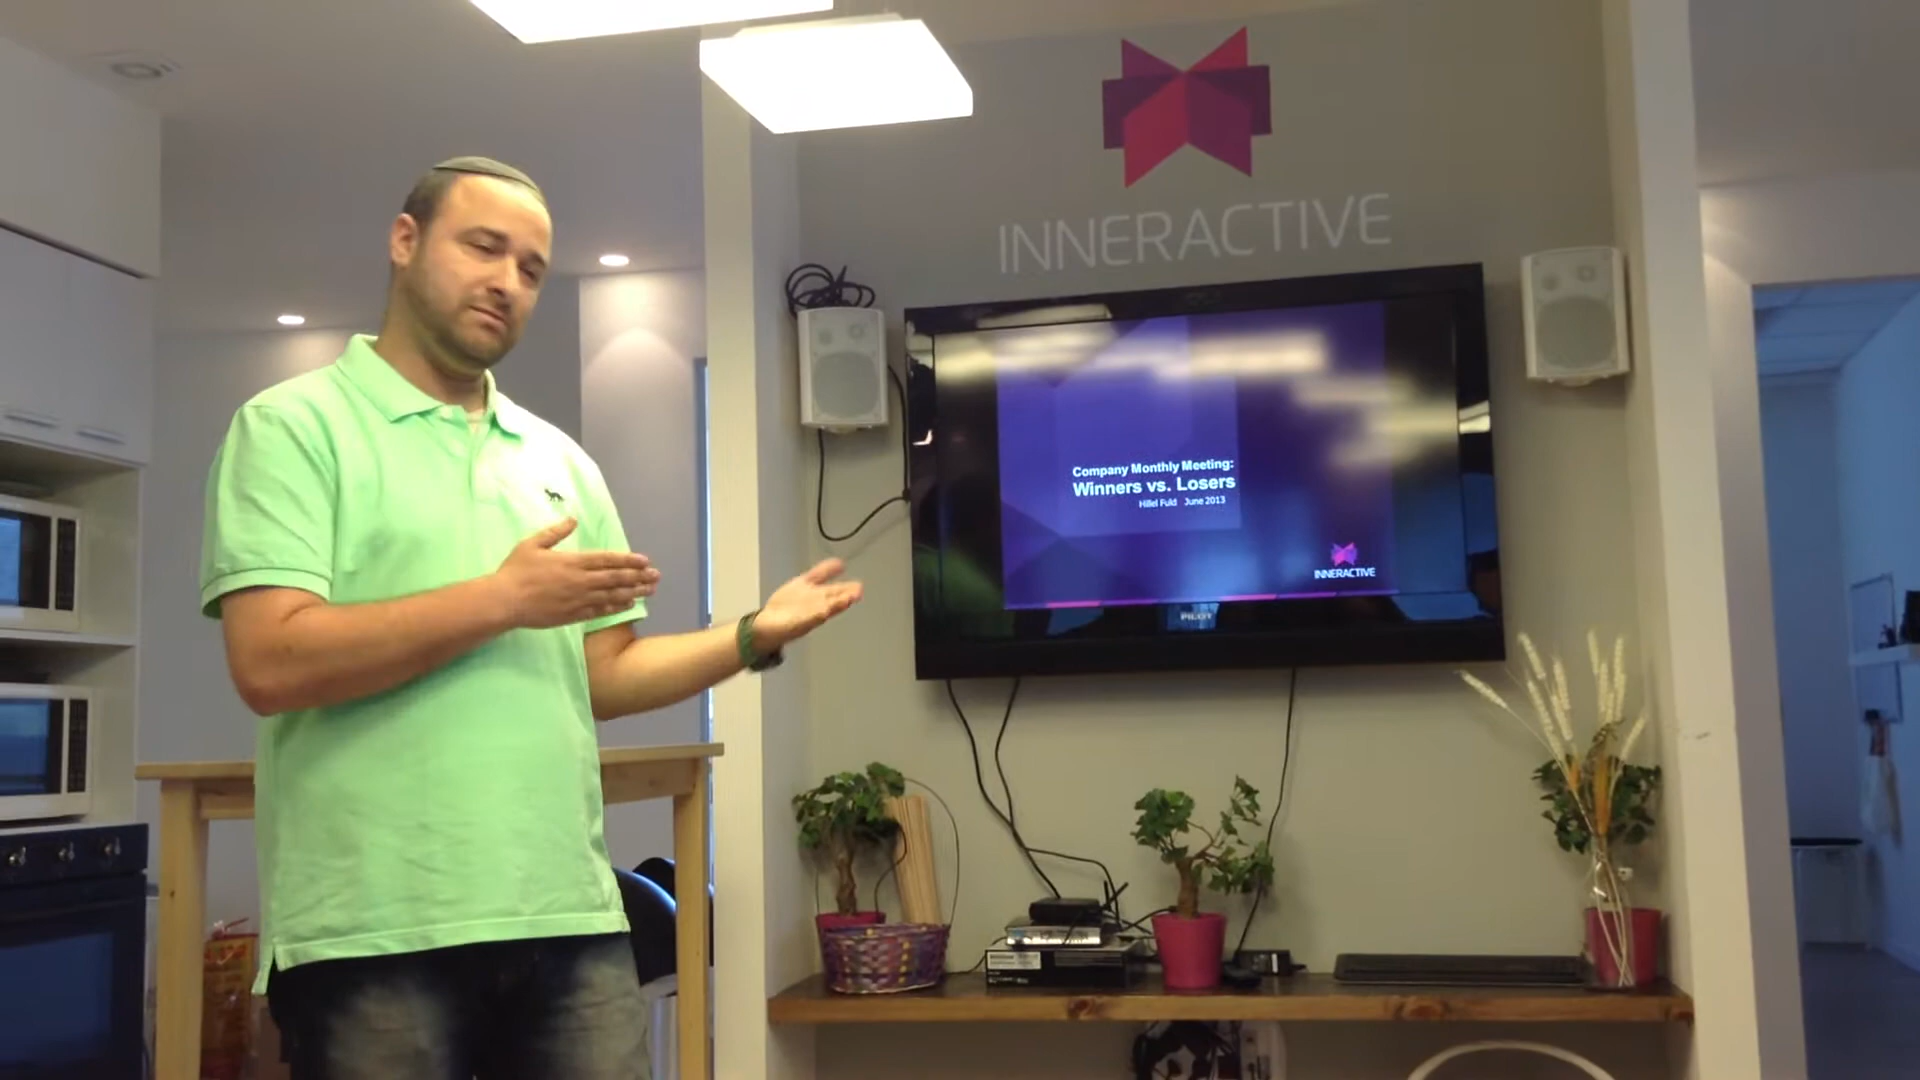 INNERACTIVE
Company Monthly Meeting:
Winners vs. Losers
Hillel Fuld June 2013
INNERACTIVE
PILOT